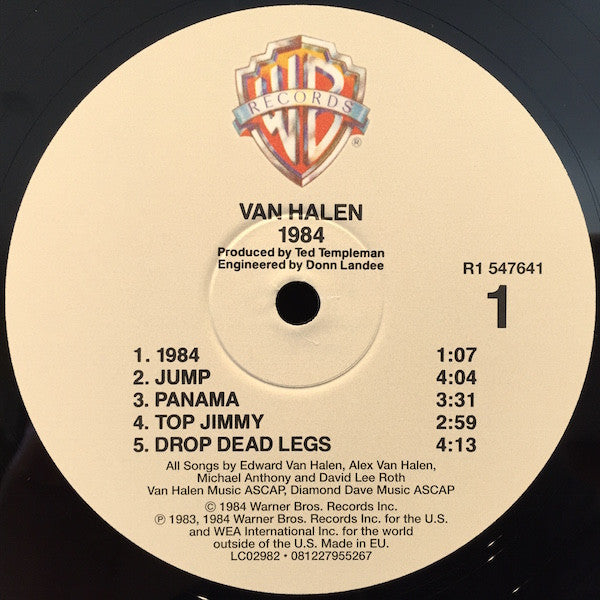 WB
RECORDS
®
VAN HALEN
1984
Produced by Ted Templeman
Engineered by Donn Landee
R1 547641
1
1. 1984 1:07
2. JUMP 4:04
3. PANAMA 3:31
4. TOP JIMMY 2:59
5. DROP DEAD LEGS 4:13
All Songs by Edward Van Halen, Alex Van Halen,
Michael Anthony and David Lee Roth
Van Halen Music ASCAP, Diamond Dave Music ASCAP
© 1984 Warner Bros. Records Inc.
℗ 1983, 1984 Warner Bros. Records Inc. for the U.S.
and WEA International Inc. for the world
outside of the U.S. Made in EU.
LC02982 • 081227955267